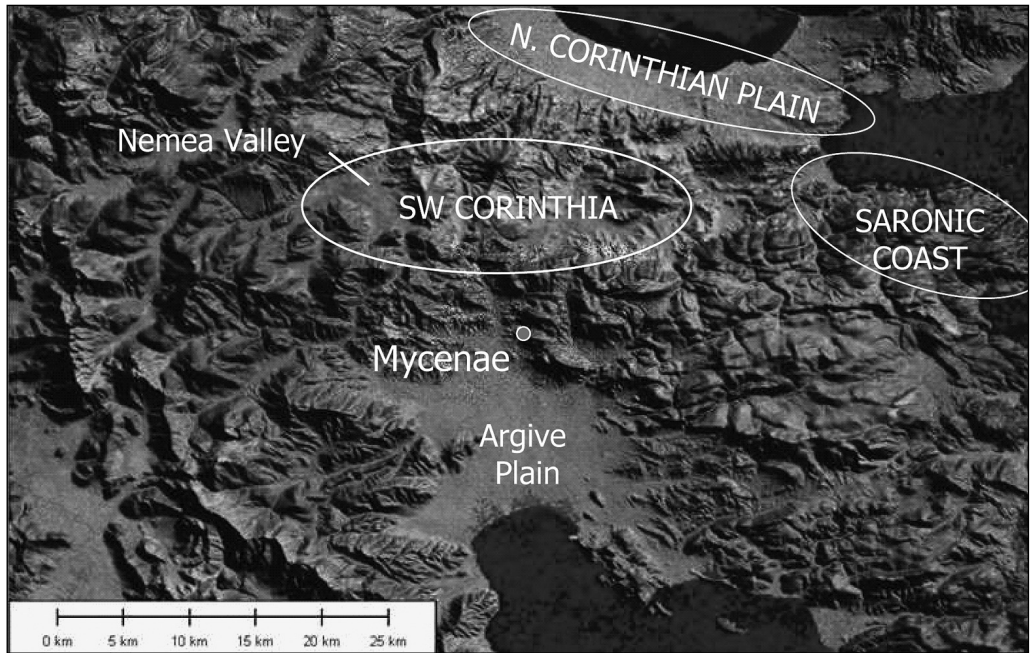 N. CORINTHIAN PLAIN
Nemea Valley
SW CORINTHIA
SARONIC
COAST
Mycenae
Argive
Plain
0 km 5 km 10 km 15 km 20 km 25 km